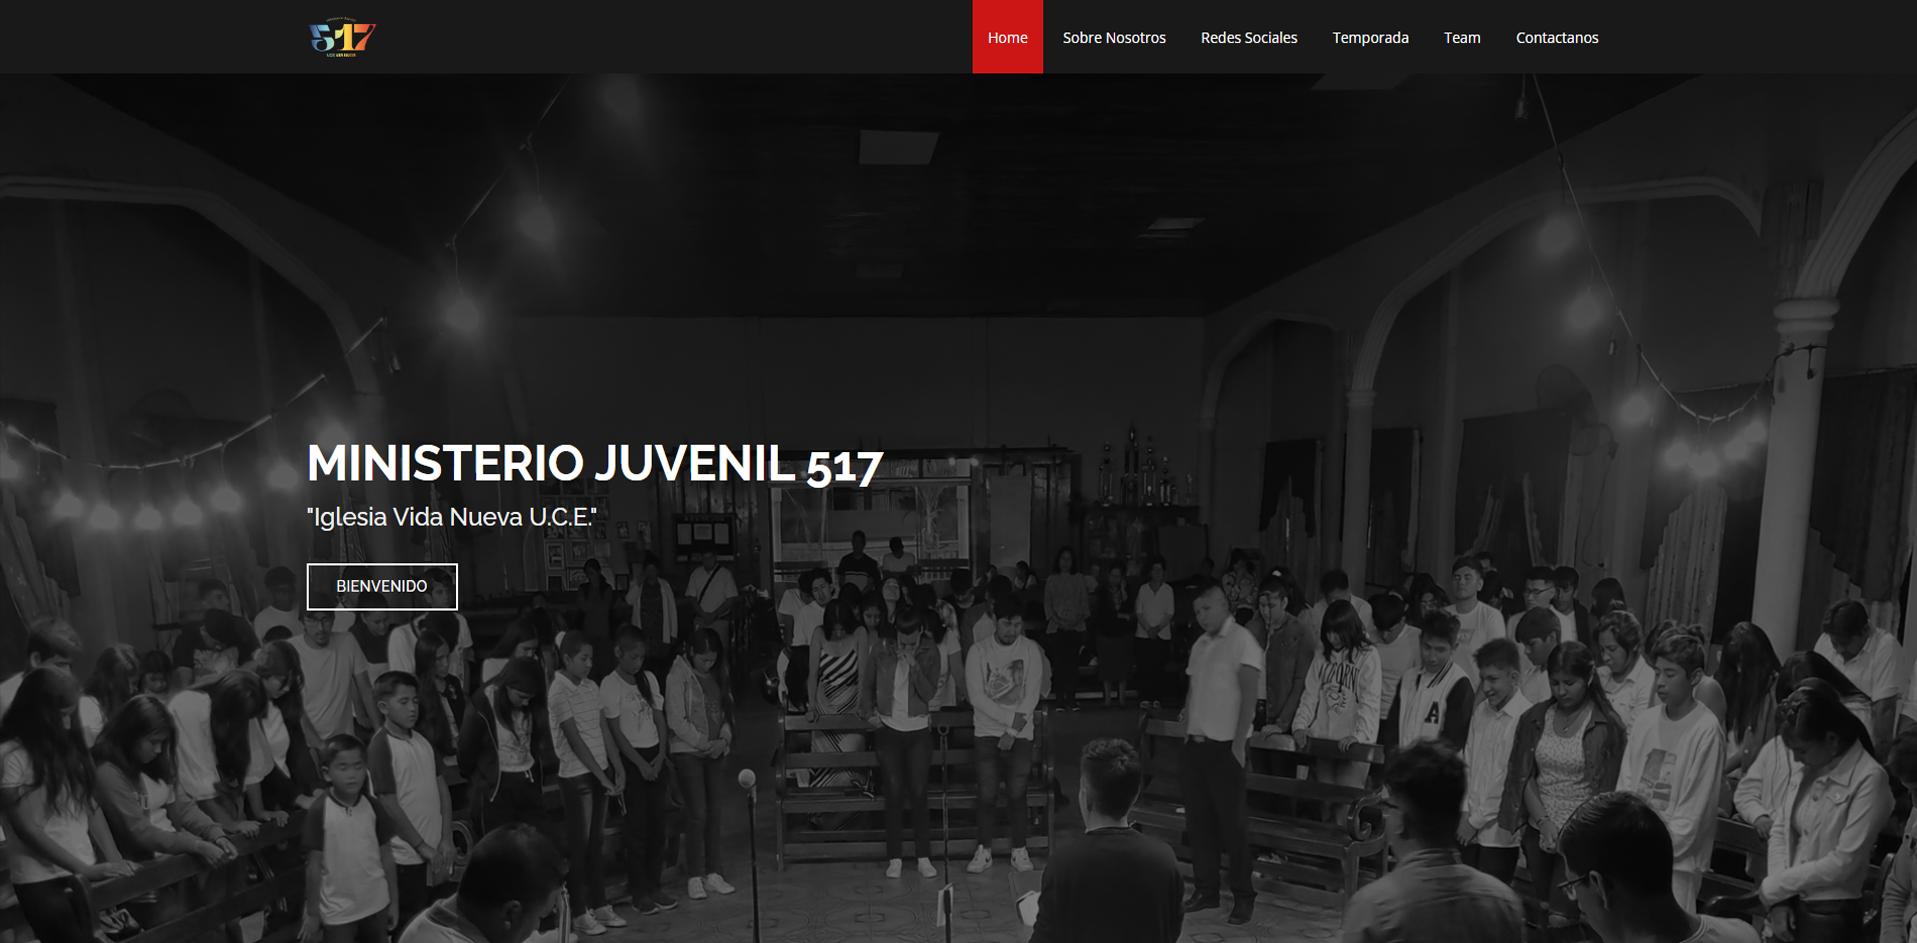 517
Home
Sobre Nosotros
Redes Sociales
Temporada
Team
Contactanos
MINISTERIO JUVENIL 517
"Iglesia Vida Nueva U.C.E."
BIENVENIDO
A